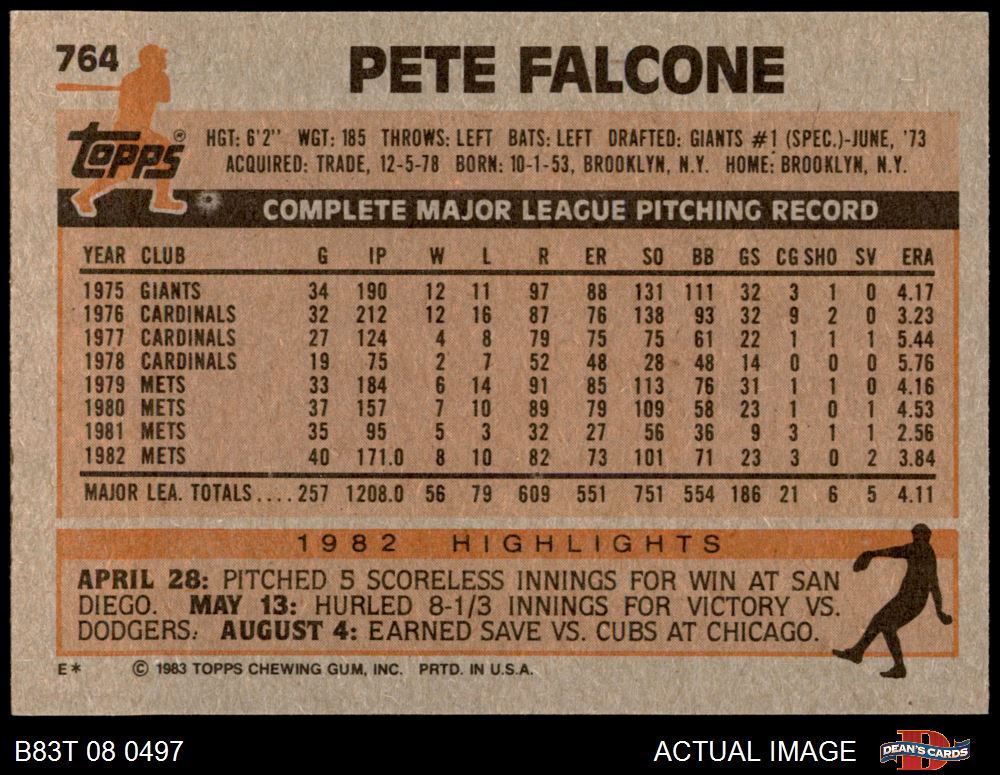 764 PETE FALCONE
Topps®
HGT: 6'2" WGT: 185 THROWS: LEFT BATS: LEFT DRAFTED: GIANTS #1 (SPEC.)-JUNE, '73
ACQUIRED: TRADE, 12-5-78 BORN: 10-1-53, BROOKLYN, N.Y. HOME: BROOKLYN, N.Y.
COMPLETE MAJOR LEAGUE PITCHING RECORD
YEAR CLUB G IP W L R ER SO BB GS CG SHO SV ERA
1975 GIANTS 34 190 12 11 97 88 131 111 32 3 1 0 4.17
1976 CARDINALS 32 212 12 16 87 76 138 93 32 9 2 0 3.23
1977 CARDINALS 27 124 4 8 79 75 75 61 22 1 1 1 5.44
1978 CARDINALS 19 75 2 7 52 48 28 48 14 0 0 0 5.76
1979 METS 33 184 6 14 91 85 113 76 31 1 1 0 4.16
1980 METS 37 157 7 10 89 79 109 58 23 1 0 1 4.53
1981 METS 35 95 5 3 32 27 56 36 9 3 1 1 2.56
1982 METS 40 171.0 8 10 82 73 101 71 23 3 0 2 3.84
MAJOR LEA. TOTALS.... 257 1208.0 56 79 609 551 751 554 186 21 6 5 4.11
1982 HIGHLIGHTS
APRIL 28: PITCHED 5 SCORELESS INNINGS FOR WIN AT SAN
DIEGO. MAY 13: HURLED 8-1/3 INNINGS FOR VICTORY VS.
DODGERS. AUGUST 4: EARNED SAVE VS. CUBS AT CHICAGO.
E* © 1983 TOPPS CHEWING GUM, INC. PRTD. IN U.S.A.
B83T 08 0497 ACTUAL IMAGE DEAN'S CARDS